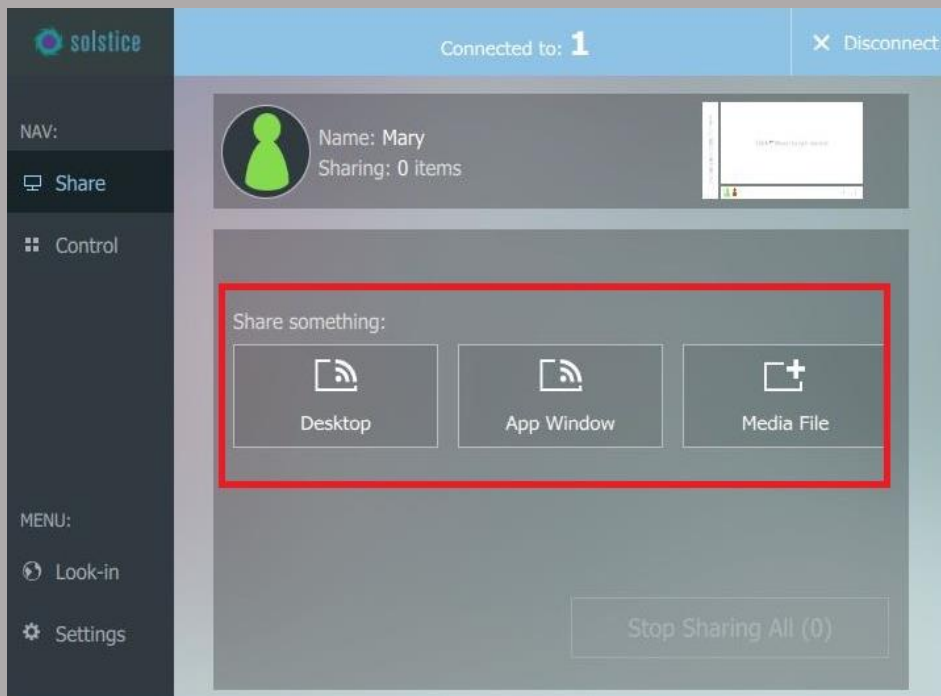 solstice
Connected to: 1
Disconnect
NAV:
Share
Control
Name: Mary
Sharing: 0 items
Share something:
Desktop
App Window
Media File
MENU:
Look-in
Settings
Stop Sharing All (0)